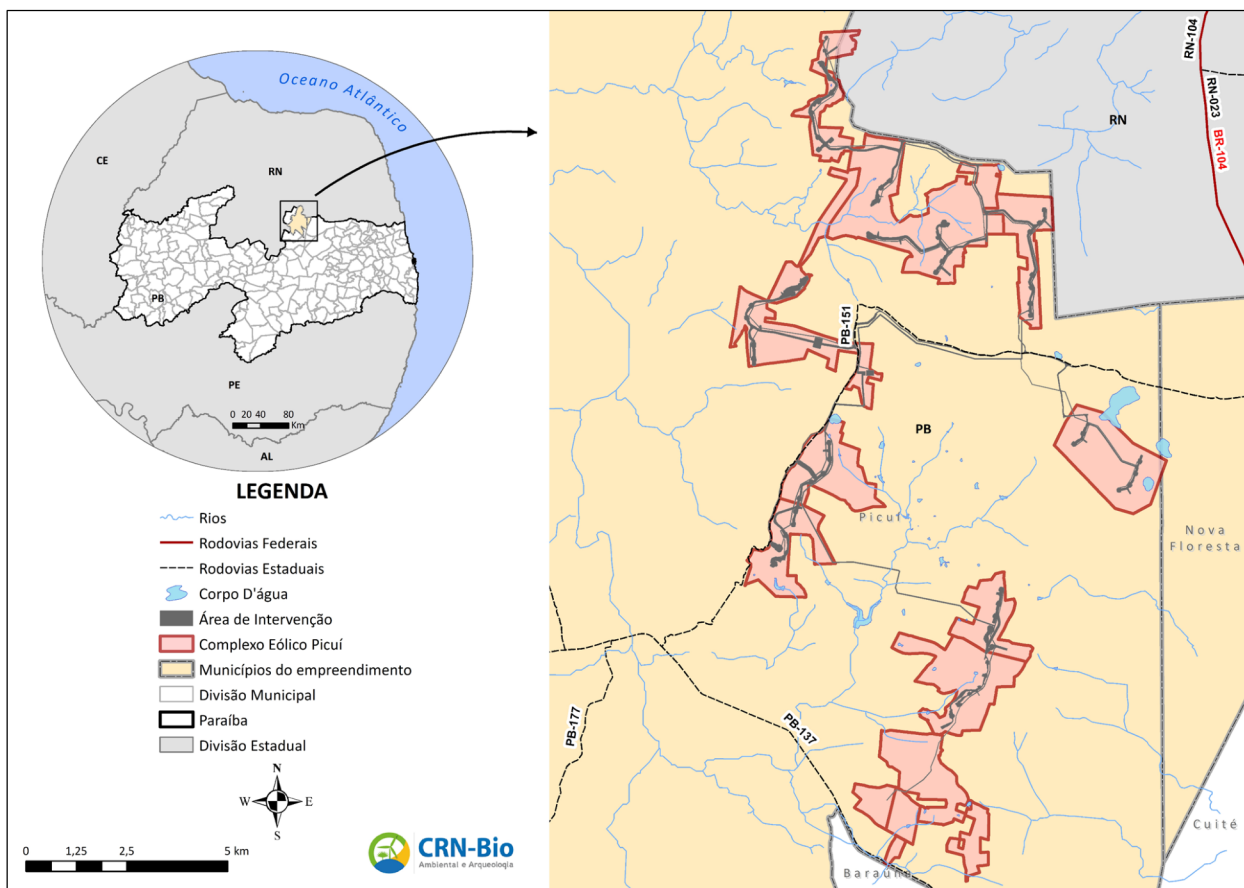 Oceano Atlântico
CE
RN
PB
PE
AL
0 20 40 80
Km
LEGENDA
Rios
Rodovias Federais
Rodovias Estaduais
Corpo D'água
Área de Intervenção
Complexo Eólico Picuí
Municípios do empreendimento
Divisão Municipal
Paraíba
Divisão Estadual
N
W E
S
0 1,25 2,5 5 km
CRN-Bio
Ambiental e Arqueologia
RN-104
RN-023
BR-104
RN
PB-151
PB
Picuí
Nova
Floresta
PB-177
PB-137
Cuité
Baraúna